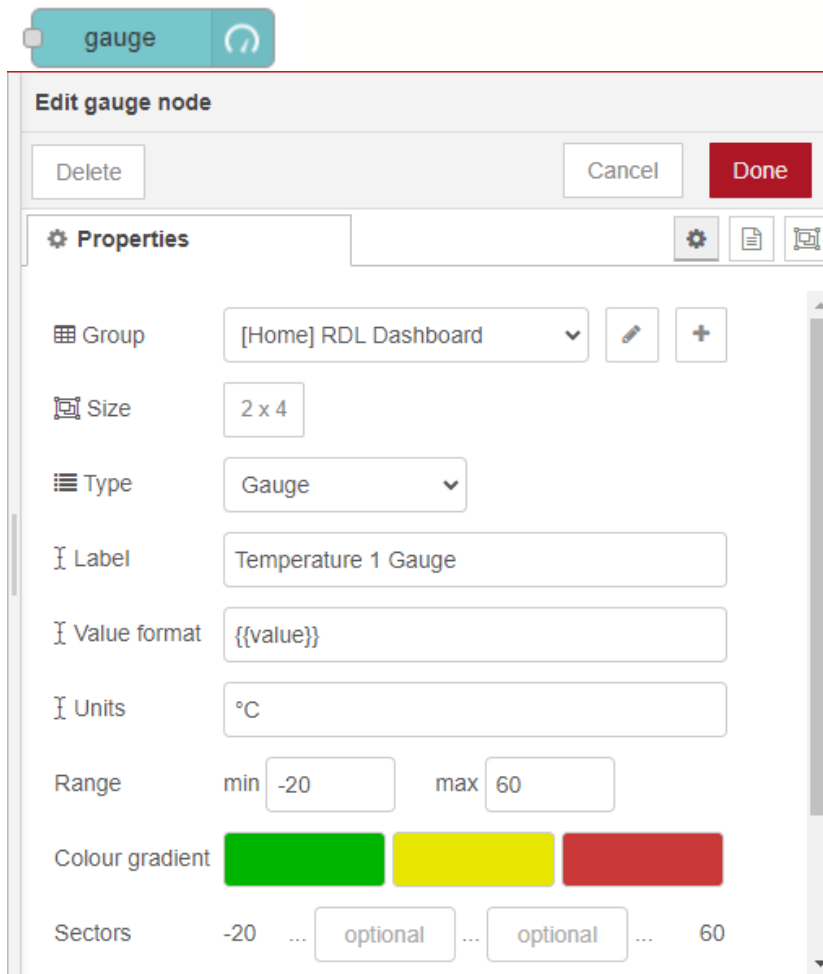 gauge
Edit gauge node
Delete Cancel Done
Properties
Group [Home] RDL Dashboard
Size 2 x 4
Type Gauge
Label Temperature 1 Gauge
Value format {{value}}
Units °C
Range min -20 max 60
Colour gradient
Sectors -20 ... optional ... optional ... 60